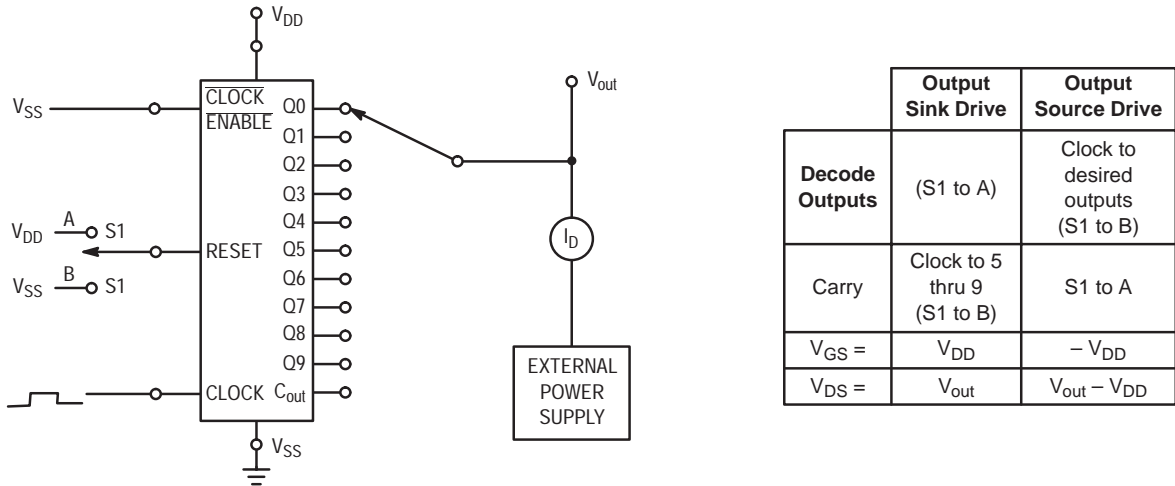 VDD
VSS
CLOCK
ENABLE
Q0
Q1
Q2
Q3
Q4
Q5
Q6
Q7
Q8
Q9
Cout
VDD
A
S1
RESET
VSS
B
S1
CLOCK
VSS
Vout
ID
EXTERNAL
POWER
SUPPLY
Output
Sink Drive
Output
Source Drive
Decode
Outputs
(S1 to A)
Clock to
desired
outputs
(S1 to B)
Carry
Clock to 5
thru 9
(S1 to B)
S1 to A
VGS =
VDD
– VDD
VDS =
Vout
Vout – VDD